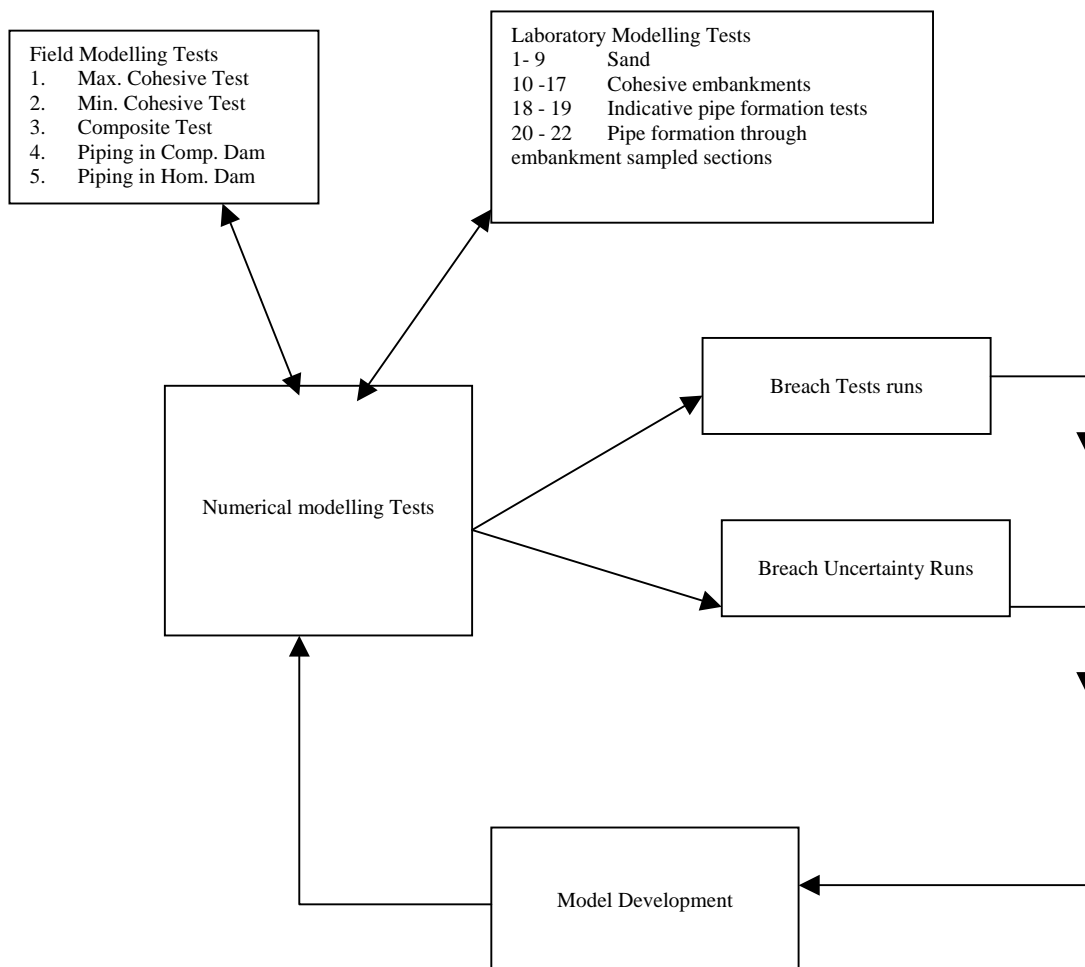 Field Modelling Tests
1. Max. Cohesive Test
2. Min. Cohesive Test
3. Composite Test
4. Piping in Comp. Dam
5. Piping in Hom. Dam
Laboratory Modelling Tests
1- 9 Sand
10 -17 Cohesive embankments
18 - 19 Indicative pipe formation tests
20 - 22 Pipe formation through
embankment sampled sections
Breach Tests runs
Numerical modelling Tests
Breach Uncertainty Runs
Model Development